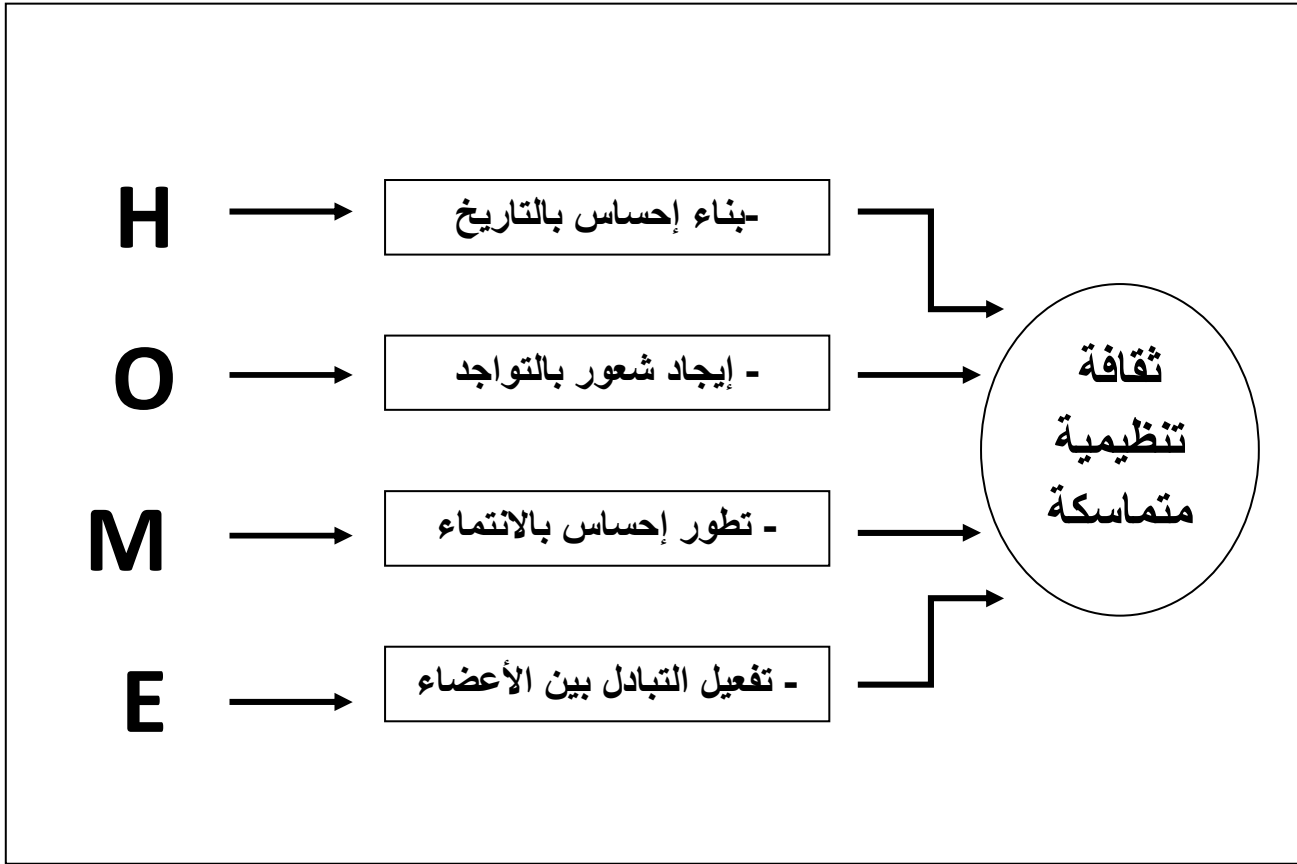 H
-بناء إحساس بالتاريخ
O
- إيجاد شعور بالتواجد
M
- تطور إحساس بالانتماء
E
- تفعيل التبادل بين الأعضاء
ثقافة
تنظيمية
متماسكة